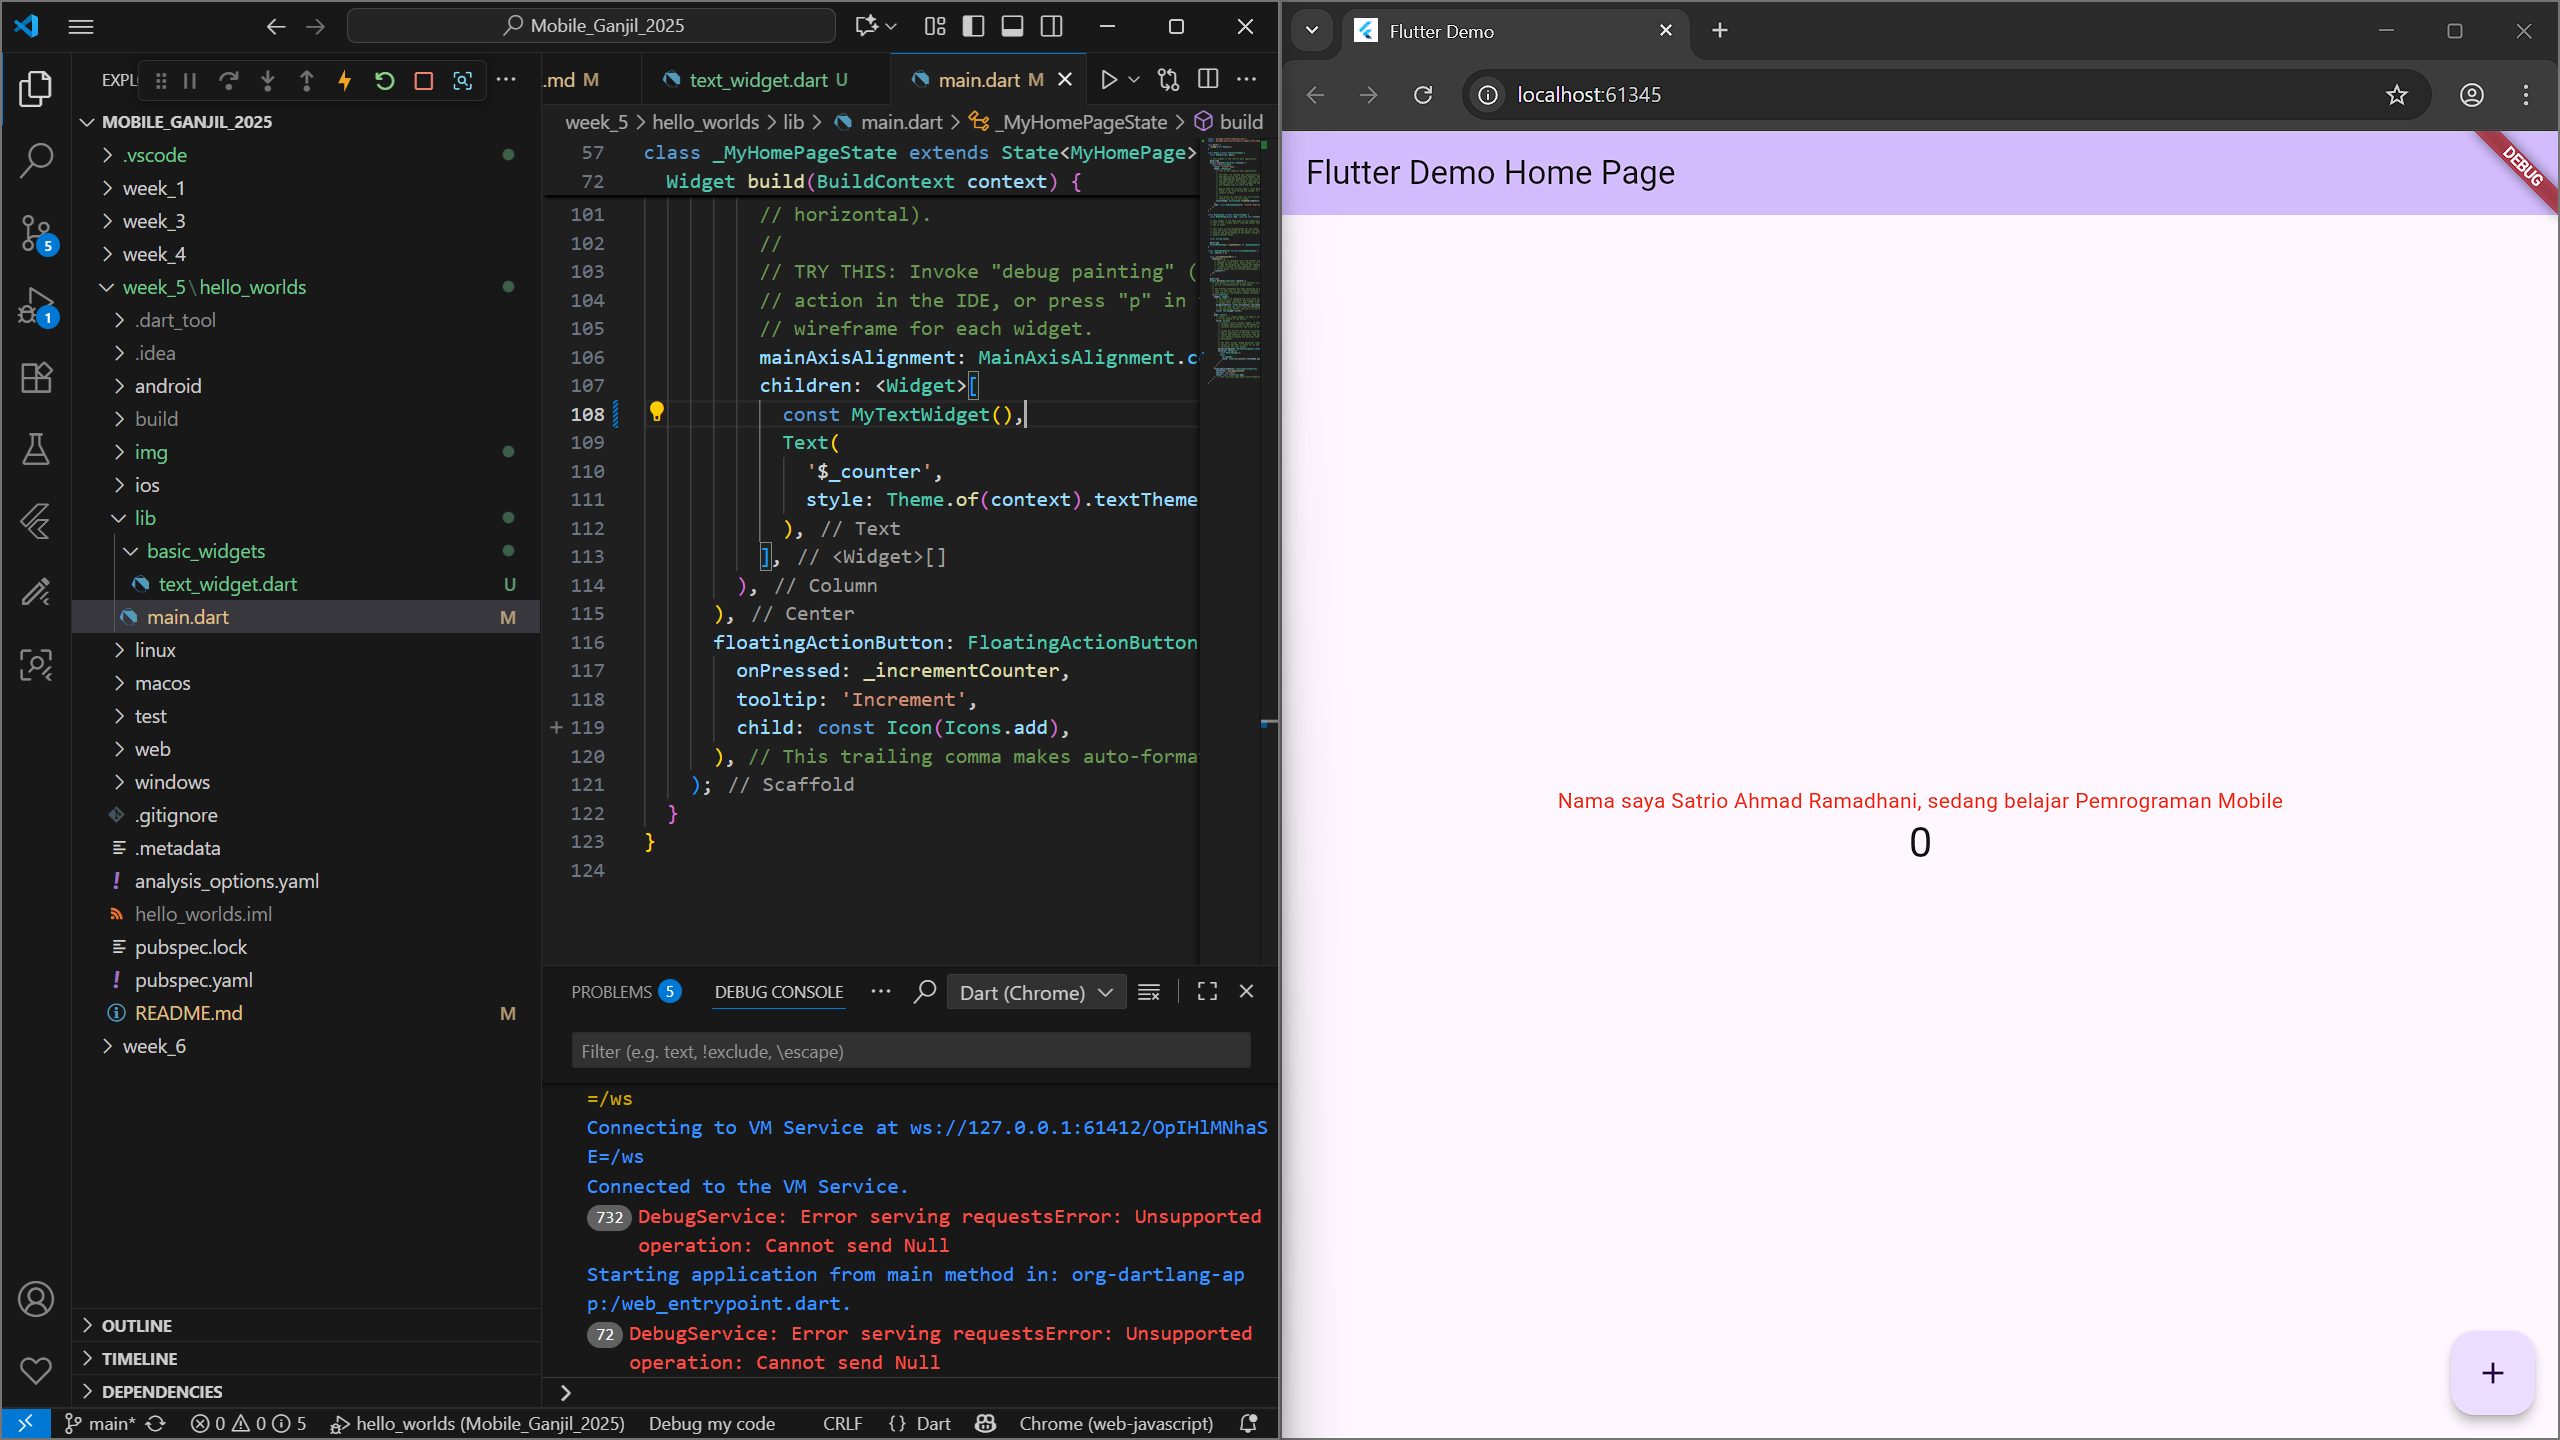 Mobile_Ganjil_2025
EXPL
.md M
text_widget.dart U
main.dart M
MOBILE_GANJIL_2025
.vscode
week_1
week_3
week_4
week_5\hello_worlds
.dart_tool
.idea
android
build
img
ios
lib
basic_widgets
text_widget.dart U
main.dart M
linux
macos
test
web
windows
.gitignore
.metadata
analysis_options.yaml
hello_worlds.iml
pubspec.lock
pubspec.yaml
README.md M
week_6
OUTLINE
TIMELINE
DEPENDENCIES
5
1
week_5 > hello_worlds > lib > main.dart > _MyHomePageState > build
57 class _MyHomePageState extends State<MyHomePage>
72 Widget build(BuildContext context) {
101 // horizontal).
102 //
103 // TRY THIS: Invoke "debug painting" (
104 // action in the IDE, or press "p" in
105 // wireframe for each widget.
106 mainAxisAlignment: MainAxisAlignment.c
107 children: <Widget>[
108 const MyTextWidget(),
109 Text(
110 '$_counter',
111 style: Theme.of(context).textTheme
112 ), // Text
113 ], // <Widget>[]
114 ), // Column
115 ), // Center
116 floatingActionButton: FloatingActionButton
117 onPressed: _incrementCounter,
118 tooltip: 'Increment',
119 child: const Icon(Icons.add),
120 ), // This trailing comma makes auto-forma
121 ); // Scaffold
122 }
123 }
124
PROBLEMS 5 DEBUG CONSOLE ... Dart (Chrome)
Filter (e.g. text, !exclude, \escape)
=/ws
Connecting to VM Service at ws://127.0.0.1:61412/OpIHlMNhaS
E=/ws
Connected to the VM Service.
732 DebugService: Error serving requestsError: Unsupported
operation: Cannot send Null
Starting application from main method in: org-dartlang-ap
p:/web_entrypoint.dart.
72 DebugService: Error serving requestsError: Unsupported
operation: Cannot send Null
>
main* 0 0 5 hello_worlds (Mobile_Ganjil_2025) Debug my code CRLF {} Dart Chrome (web-javascript)
Flutter Demo
localhost:61345
Flutter Demo Home Page
DEBUG
Nama saya Satrio Ahmad Ramadhani, sedang belajar Pemrograman Mobile
0
+